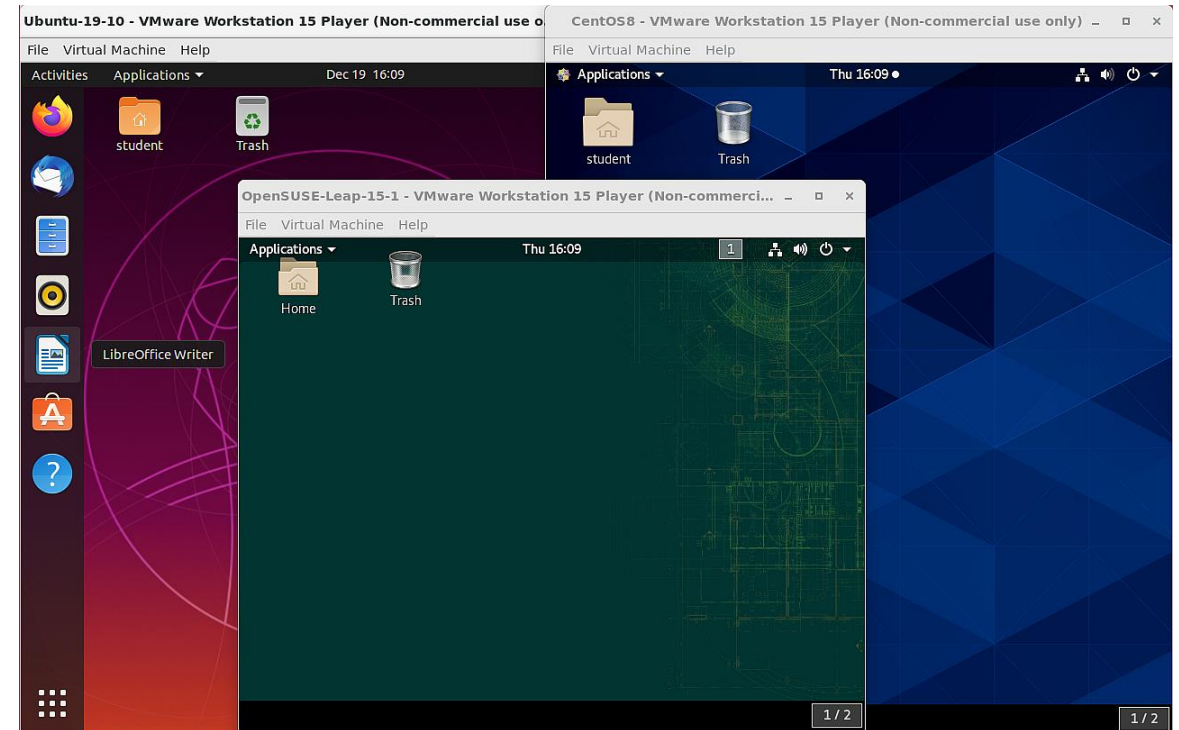 Ubuntu-19-10 - VMware Workstation 15 Player (Non-commercial use o
File Virtual Machine Help
Activities Applications Dec 19 16:09
student
Trash
LibreOffice Writer
CentOS8 - VMware Workstation 15 Player (Non-commercial use only)
File Virtual Machine Help
Applications Thu 16:09
student
Trash
1 / 2
OpenSUSE-Leap-15-1 - VMware Workstation 15 Player (Non-commerci...
File Virtual Machine Help
Applications Thu 16:09 1
Home
Trash
1 / 2